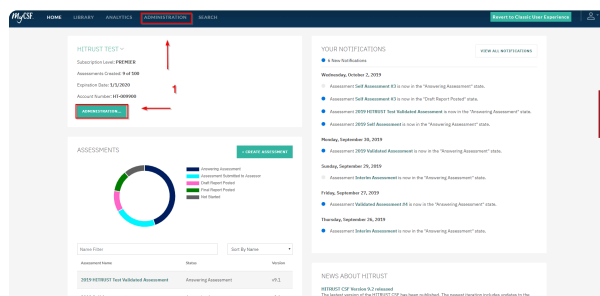 MyCSF.
HOME
LIBRARY
ANALYTICS
ADMINISTRATION
SEARCH
Revert to Classic User Experience
HITRUST TEST
Subscription Level: PREMIER
Assessments Created: 9 of 100
Expiration Date: 1/1/2020
Account Number: HT-009900
ADMINISTRATION...
1
ASSESSMENTS
+ CREATE ASSESSMENT
Answering Assessment
Assessment Submitted to Assessor
Draft Report Posted
Final Report Posted
Not Started
Name Filter
Sort By Name
Assessment Name
Status
Version
2019 HITRUST Test Validated Assessment
Answering Assessment
v9.1
YOUR NOTIFICATIONS
VIEW ALL NOTIFICATIONS
6 New Notifications
Wednesday, October 2, 2019
Assessment Self Assessment #3 is now in the "Answering Assessment" state.
Assessment Self Assessment #3 is now in the "Draft Report Posted" state.
Assessment 2019 HITRUST Test Validated Assessment is now in the "Answering Assessment" state.
Assessment 2019 Self Assessment is now in the "Answering Assessment" state.
Monday, September 30, 2019
Assessment 2019 Validated Assessment is now in the "Answering Assessment" state.
Sunday, September 29, 2019
Assessment Interim Assessment is now in the "Answering Assessment" state.
Friday, September 27, 2019
Assessment Validated Assessment #4 is now in the "Answering Assessment" state.
Thursday, September 26, 2019
Assessment Interim Assessment is now in the "Answering Assessment" state.
NEWS ABOUT HITRUST
HITRUST CSF Version 9.2 released